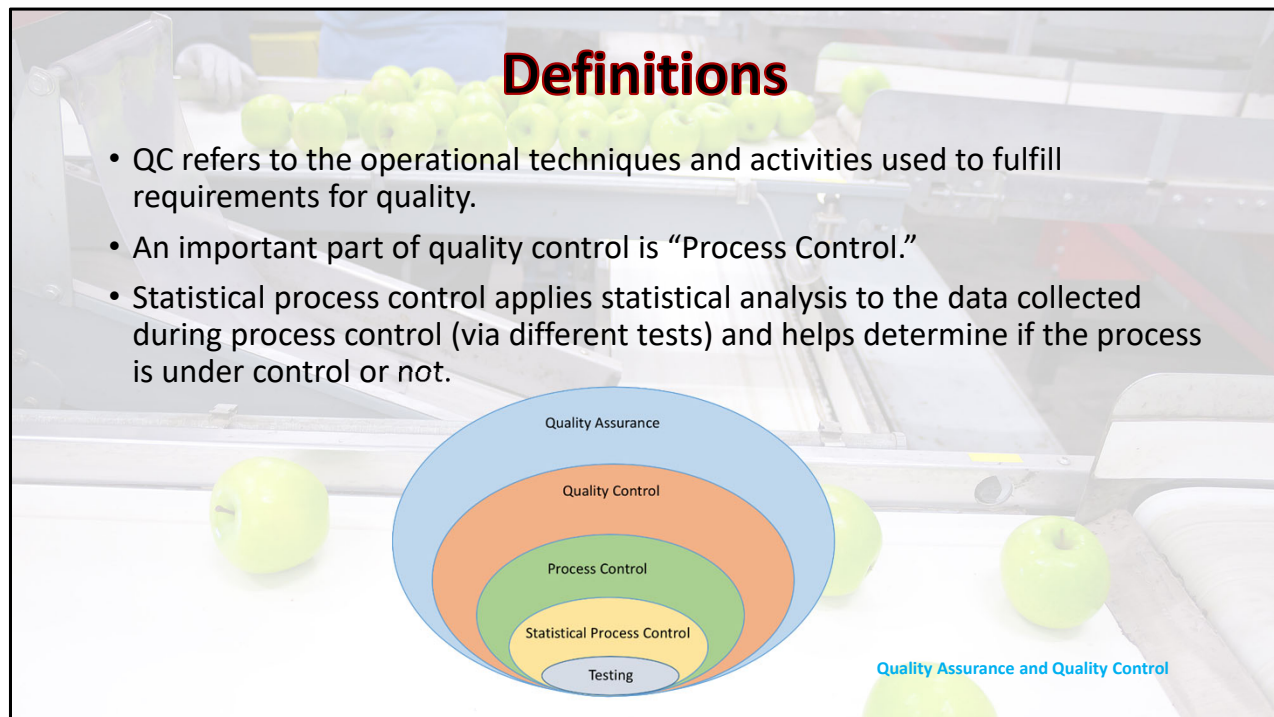 Definitions
• QC refers to the operational techniques and activities used to fulfill
requirements for quality.
• An important part of quality control is “Process Control.”
• Statistical process control applies statistical analysis to the data collected
during process control (via different tests) and helps determine if the process
is under control or not.
Quality Assurance
Quality Control
Process Control
Statistical Process Control
Testing
Quality Assurance and Quality Control